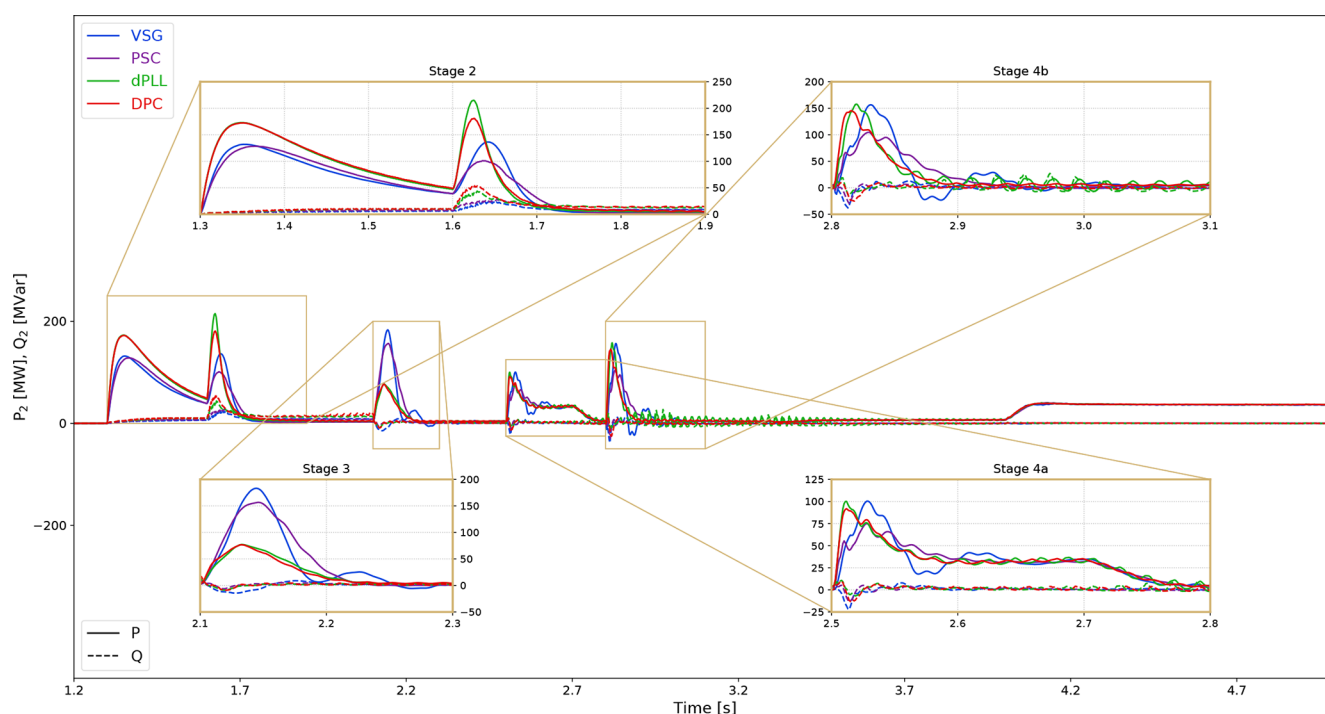 VSG
PSC
dPLL
DPC
Stage 2
250
200
150
100
50
0
1.3 1.4 1.5 1.6 1.7 1.8 1.9
Stage 4b
200
150
100
50
0
−50
2.8 2.9 3.0 3.1
P₂ [MW], Q₂ [MVar]
200
0
−200
Stage 3
200
150
100
50
0
−50
2.1 2.2 2.3
Stage 4a
125
100
75
50
25
0
−25
2.5 2.6 2.7 2.8
P
Q
1.2 1.7 2.2 2.7 3.2 3.7 4.2 4.7
Time [s]